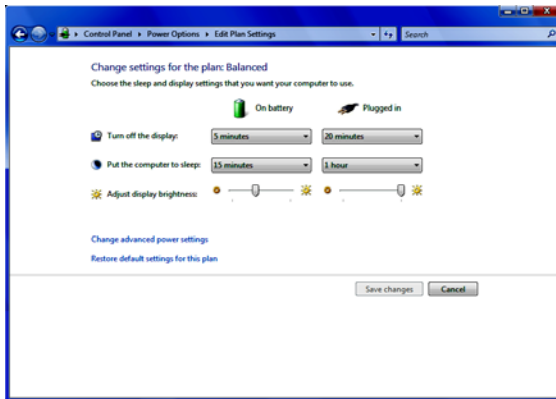 Control Panel ▸ Power Options ▸ Edit Plan Settings
Search
Change settings for the plan: Balanced
Choose the sleep and display settings that you want your computer to use.
On battery Plugged in
Turn off the display: 5 minutes 20 minutes
Put the computer to sleep: 15 minutes 1 hour
Adjust display brightness:
Change advanced power settings
Restore default settings for this plan
Save changes Cancel